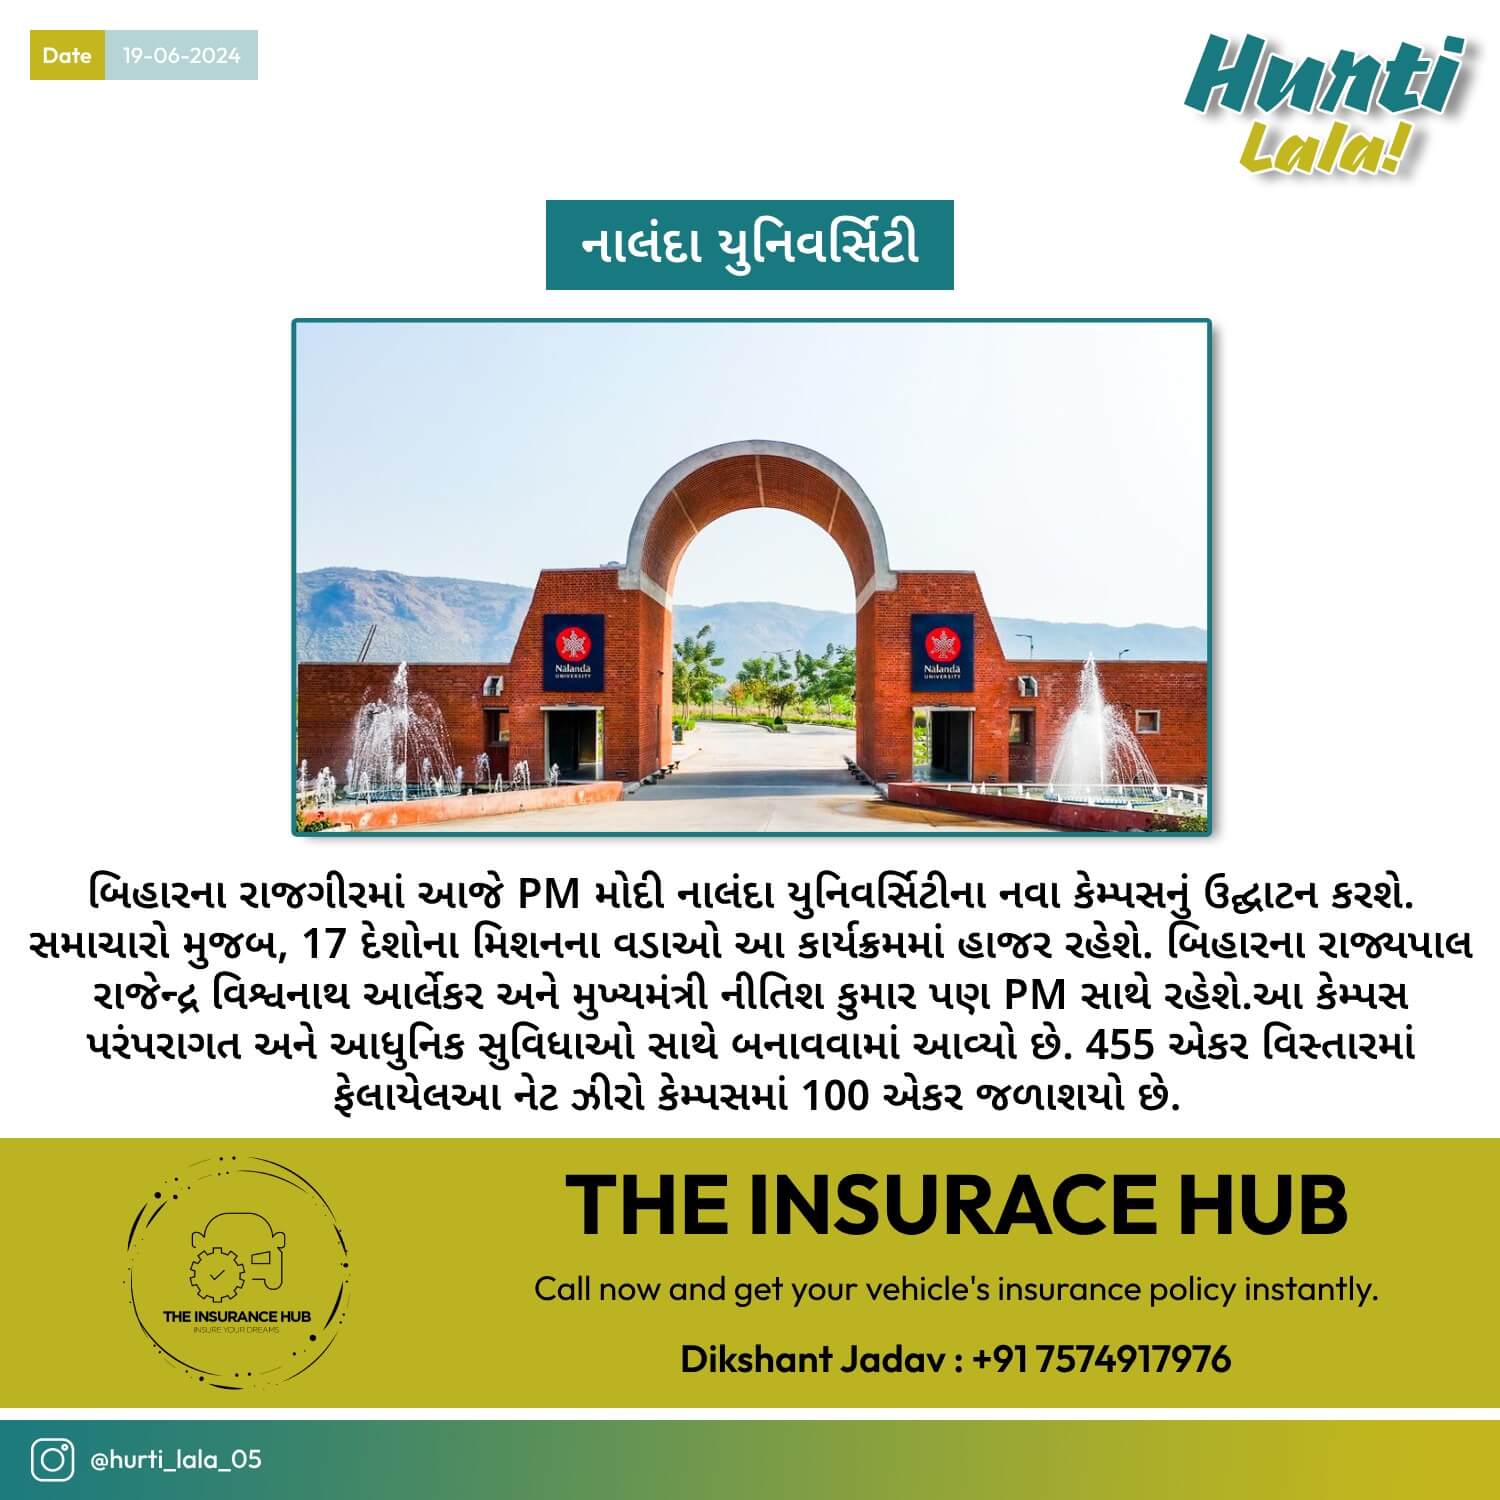 Date 19-06-2024
Hurti
Lala!
નાલંદા યુનિવર્સિટી
Nālandā
UNIVERSITY
Nālandā
UNIVERSITY
બિહારના રાજગીરમાં આજે PM મોદી નાલંદા યુનિવર્સિટીના નવા કેમ્પસનું ઉદ્ઘાટન કરશે.
સમાચારો મુજબ, 17 દેશોના મિશનના વડાઓ આ કાર્યક્રમમાં હાજર રહેશે. બિહારના રાજ્યપાલ
રાજેન્દ્ર વિશ્વનાથ આર્લેકર અને મુખ્યમંત્રી નીતિશ કુમાર પણ PM સાથે રહેશે.આ કેમ્પસ
પરંપરાગત અને આધુનિક સુવિધાઓ સાથે બનાવવામાં આવ્યો છે. 455 એકર વિસ્તારમાં
ફેલાયેલઆ નેટ ઝીરો કેમ્પસમાં 100 એકર જળાશયો છે.
THE INSURANCE HUB
INSURE YOUR DREAMS
THE INSURACE HUB
Call now and get your vehicle's insurance policy instantly.
Dikshant Jadav : +91 7574917976
@hurti_lala_05